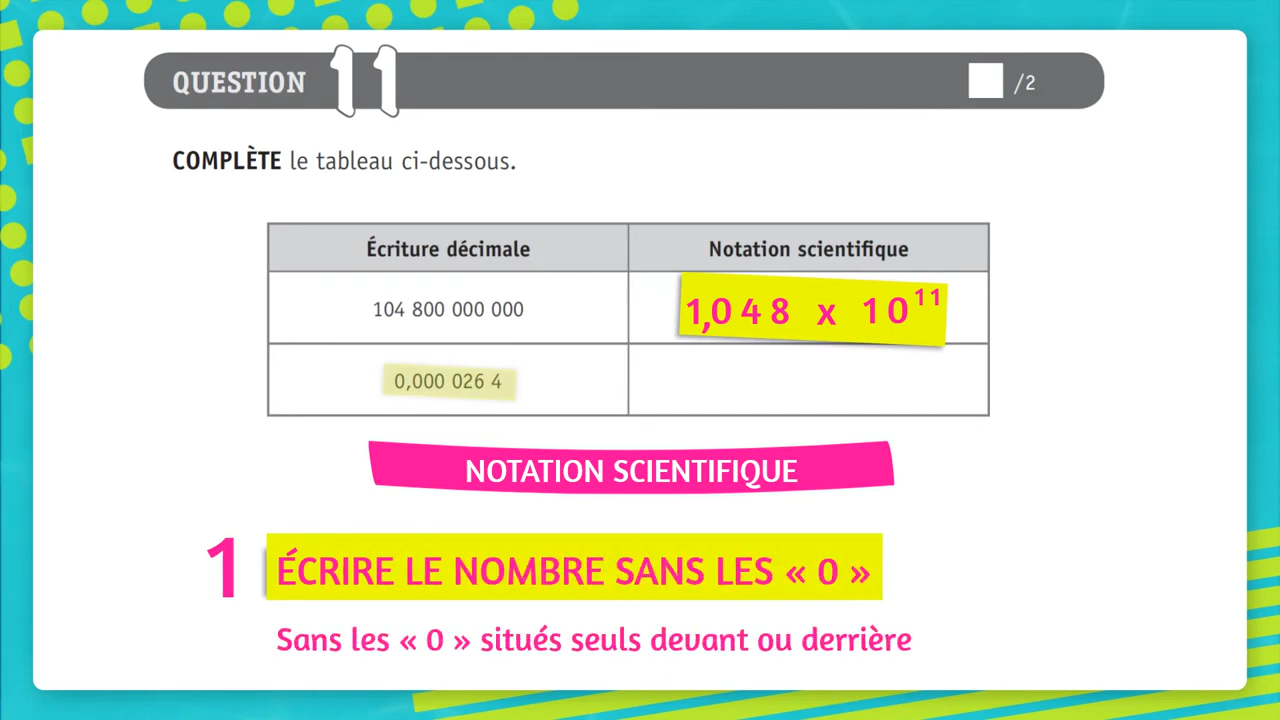 QUESTION 11 /2
COMPLÈTE le tableau ci-dessous.
Écriture décimale Notation scientifique
104 800 000 000 1,048 x 10¹¹
0,000 026 4
NOTATION SCIENTIFIQUE
1 ÉCRIRE LE NOMBRE SANS LES « 0 »
Sans les « 0 » situés seuls devant ou derrière